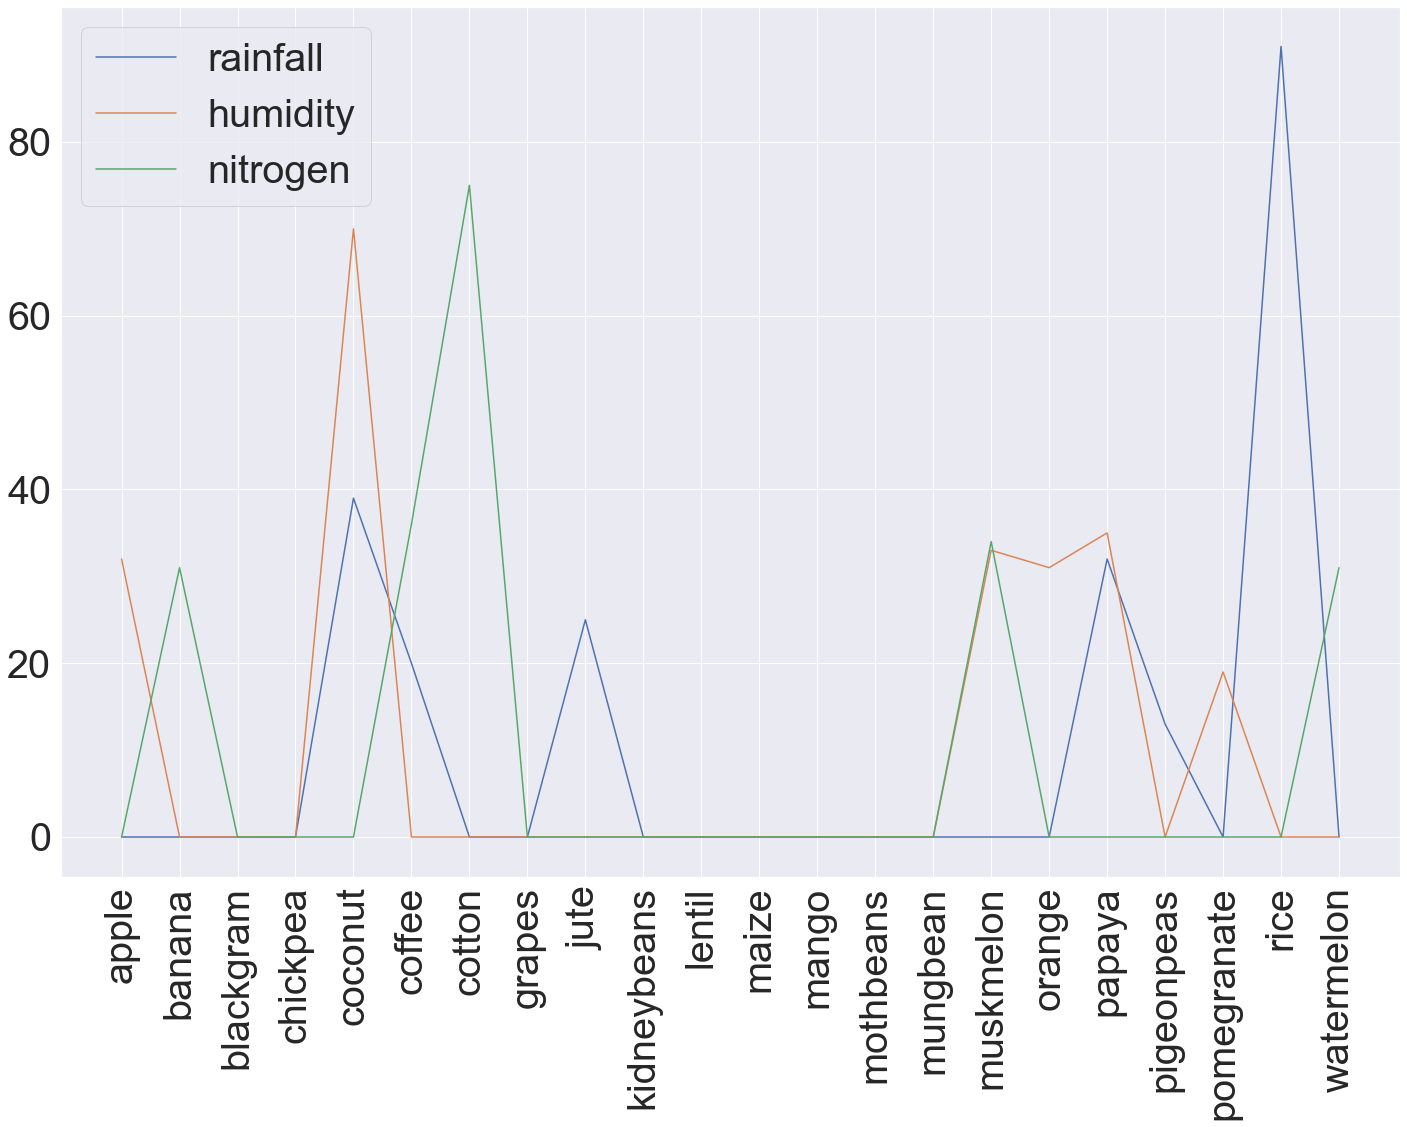 rainfall
humidity
nitrogen
80
60
40
20
0
apple
banana
blackgram
chickpea
coconut
coffee
cotton
grapes
jute
kidneybeans
lentil
maize
mango
mothbeans
mungbean
muskmelon
orange
papaya
pigeonpeas
pomegranate
rice
watermelon